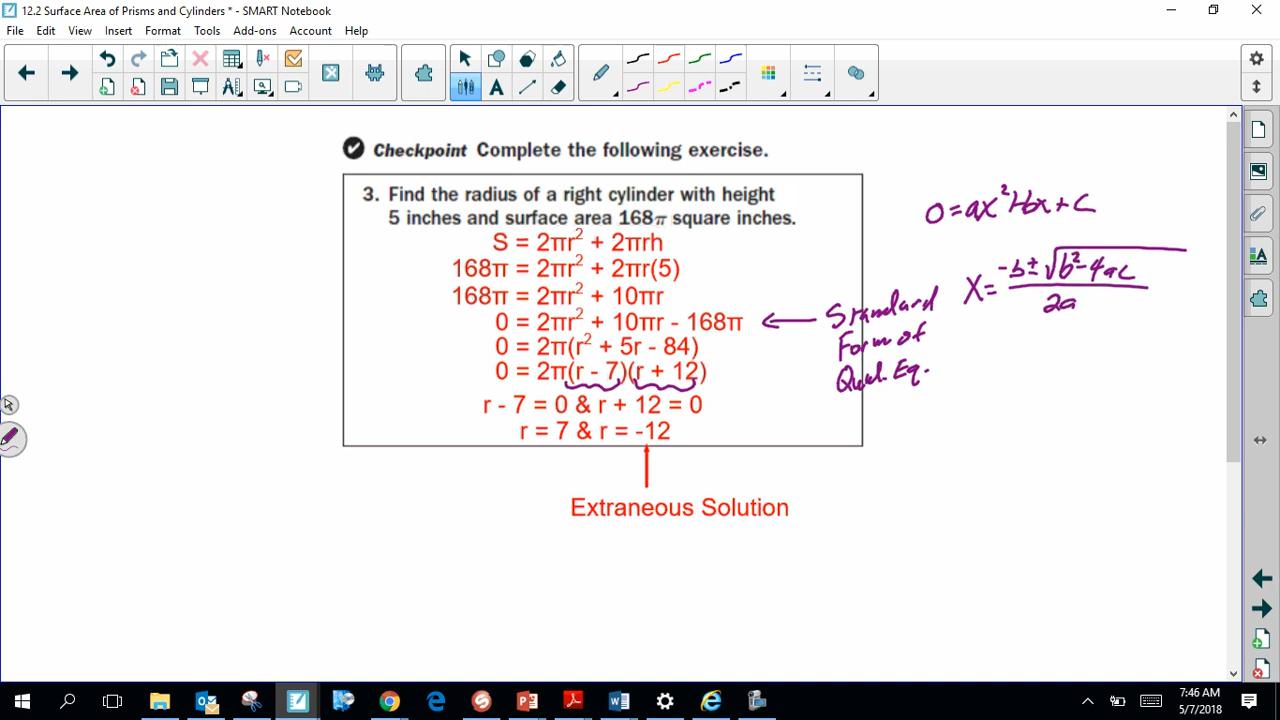 12.2 Surface Area of Prisms and Cylinders * - SMART Notebook
File Edit View Insert Format Tools Add-ons Account Help
Checkpoint Complete the following exercise.
3. Find the radius of a right cylinder with height
5 inches and surface area 168π square inches.
S = 2πr² + 2πrh
168π = 2πr² + 2πr(5)
168π = 2πr² + 10πr
0 = 2πr² + 10πr - 168π
0 = 2π(r² + 5r - 84)
0 = 2π(r - 7)(r + 12)
r - 7 = 0 & r + 12 = 0
r = 7 & r = -12
Extraneous Solution
Standard
Form of
Quad. Eq.
0=ax²+bx+c
X= -b±√b²-4ac
2a
7:46 AM
5/7/2018